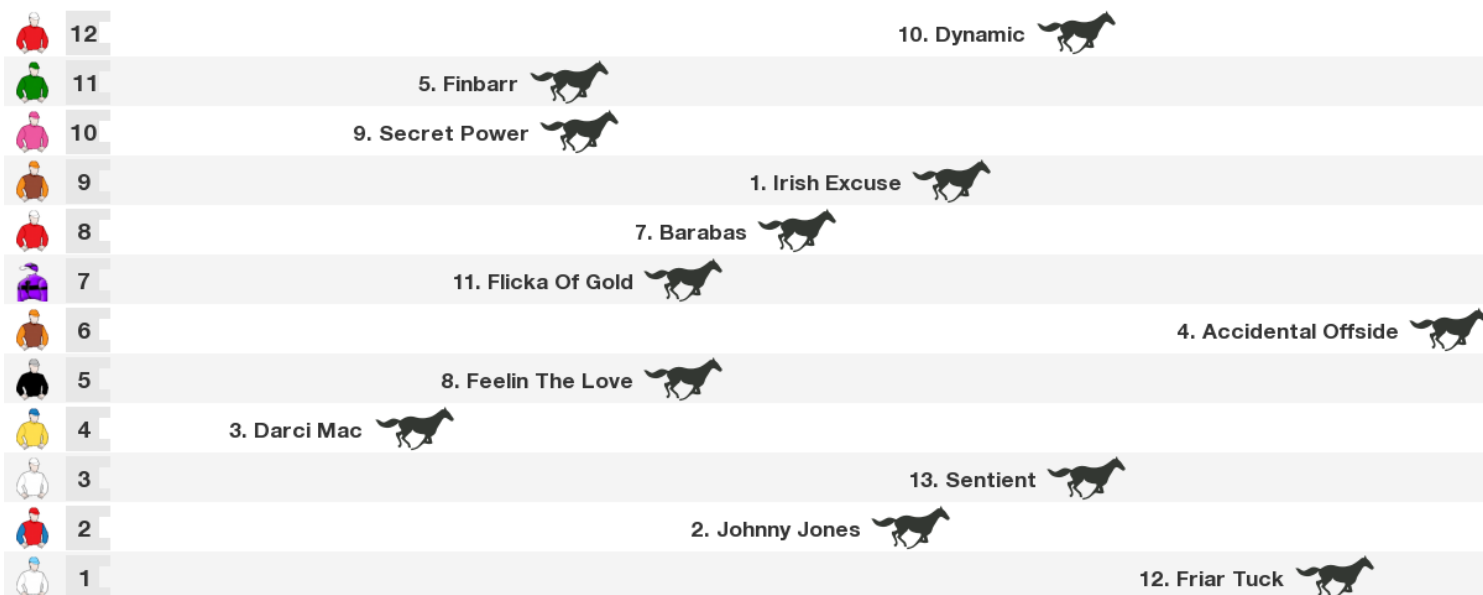 12 10. Dynamic
11 5. Finbarr
10 9. Secret Power
9 1. Irish Excuse
8 7. Barabas
7 11. Flicka Of Gold
6 4. Accidental Offside
5 8. Feelin The Love
4 3. Darci Mac
3 13. Sentient
2 2. Johnny Jones
1 12. Friar Tuck